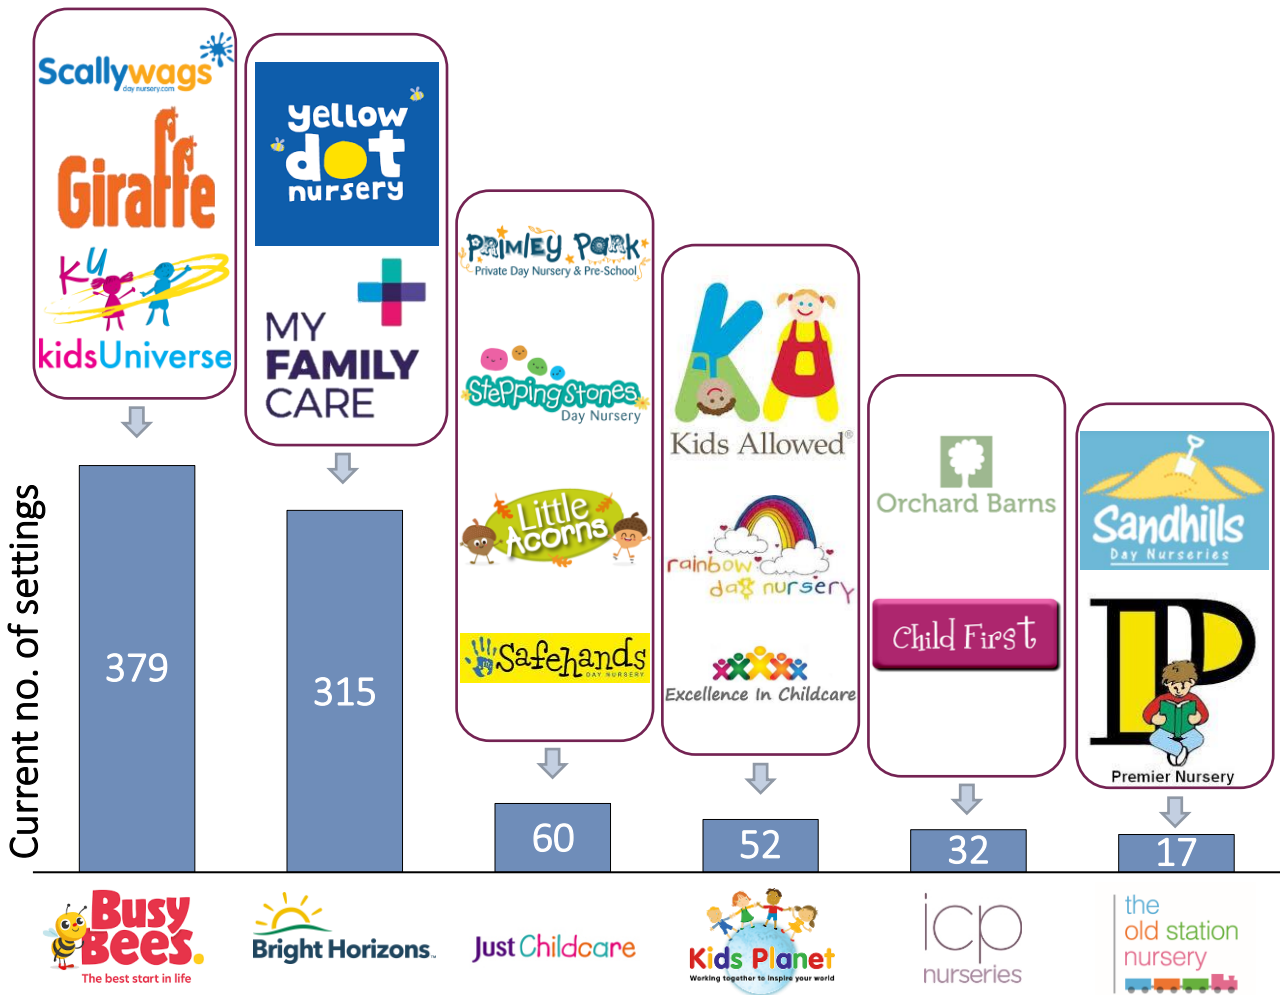 Scallywags
day nursery.com
Giraffe
KU
kidsUniverse
yellow
dot
nursery
MY
FAMILY
CARE
PRIMLEY PARK
Private Day Nursery & Pre-School
Stepping Stones
Day Nursery
Little
Acorns
Safehands
DAY NURSERY
KA
Kids Allowed®
rainbow
day nursery
Excellence In Childcare
Orchard Barns
Child First
Sandhills
Day Nurseries
P
Premier Nursery
Current no. of settings
379
315
60
52
32
17
Busy
Bees.
The best start in life
Bright Horizons™
Just Childcare
Kids Planet
Working together to inspire your world
icp
nurseries
the
old station
nursery